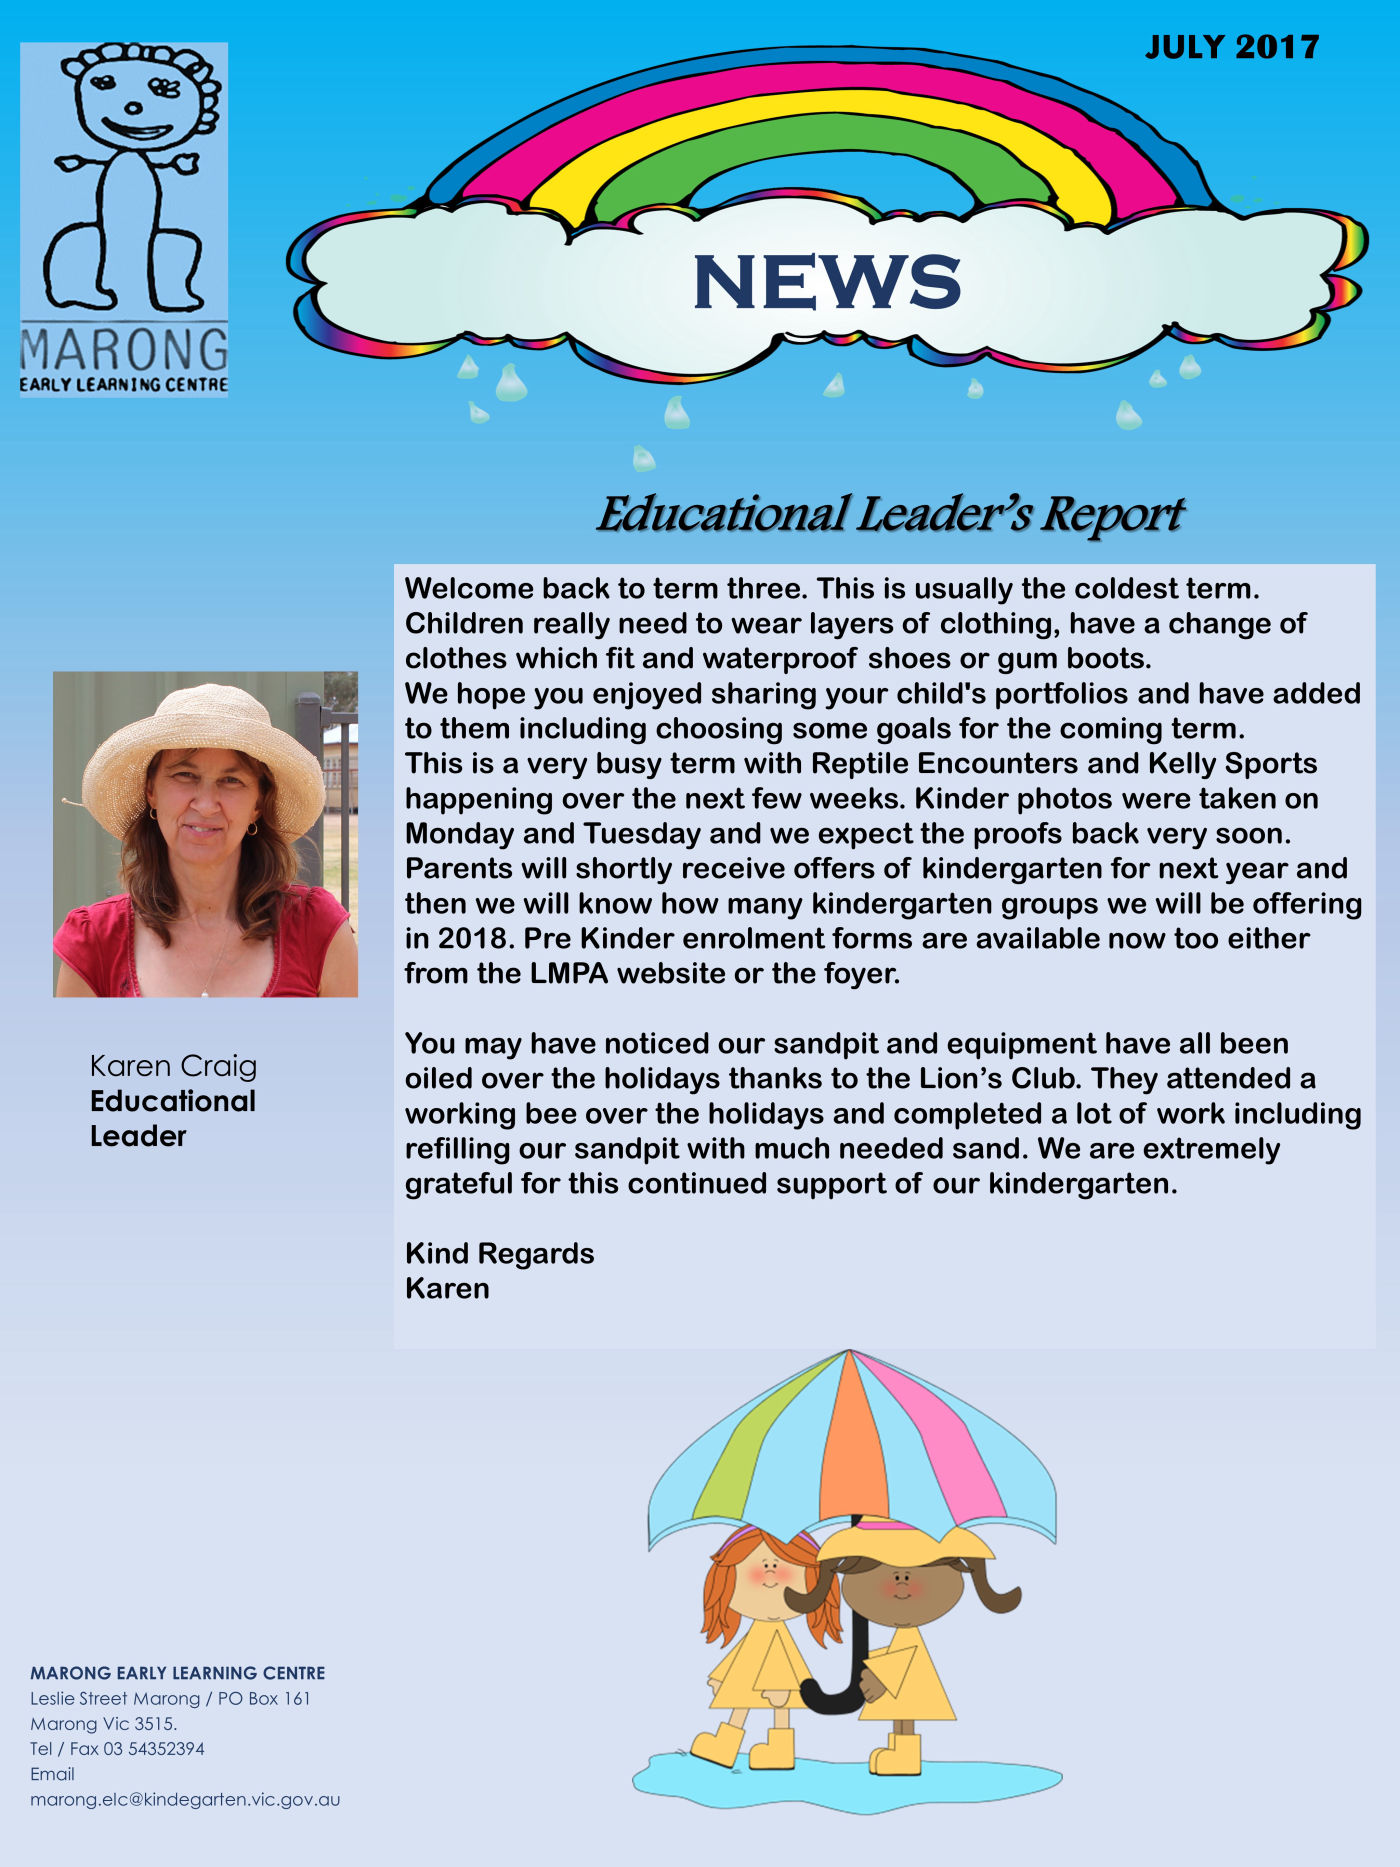 JULY 2017
MARONG
EARLY LEARNING CENTRE
NEWS
Educational Leader's Report
Welcome back to term three. This is usually the coldest term.
Children really need to wear layers of clothing, have a change of
clothes which fit and waterproof shoes or gum boots.
We hope you enjoyed sharing your child's portfolios and have added
to them including choosing some goals for the coming term.
This is a very busy term with Reptile Encounters and Kelly Sports
happening over the next few weeks. Kinder photos were taken on
Monday and Tuesday and we expect the proofs back very soon.
Parents will shortly receive offers of kindergarten for next year and
then we will know how many kindergarten groups we will be offering
in 2018. Pre Kinder enrolment forms are available now too either
from the LMPA website or the foyer.
You may have noticed our sandpit and equipment have all been
oiled over the holidays thanks to the Lion’s Club. They attended a
working bee over the holidays and completed a lot of work including
refilling our sandpit with much needed sand. We are extremely
grateful for this continued support of our kindergarten.
Kind Regards
Karen
Karen Craig
Educational
Leader
MARONG EARLY LEARNING CENTRE
Leslie Street Marong / PO Box 161
Marong Vic 3515.
Tel / Fax 03 54352394
Email
marong.elc@kindegarten.vic.gov.au